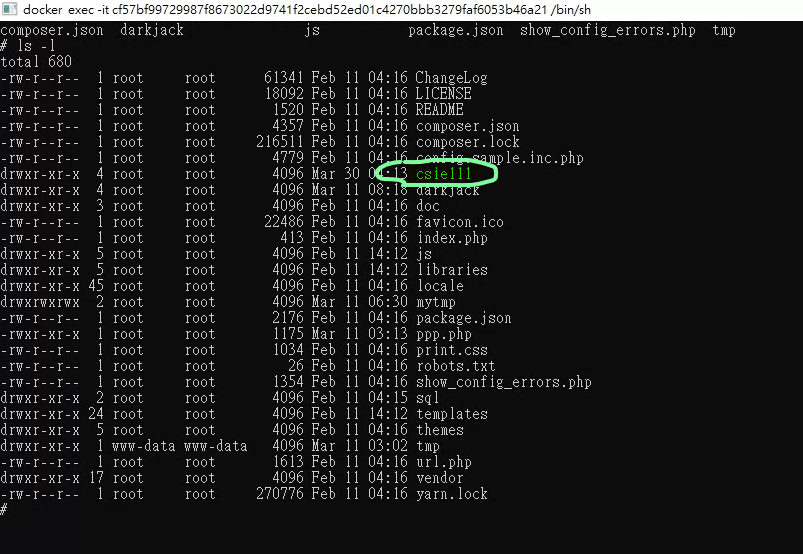 docker exec -it cf57bf99729987f8673022d9741f2cebd52ed01c4270bbb3279faf6053b46a21 /bin/sh
composer.json darkjack js package.json show_config_errors.php tmp
# ls -l
total 680
-rw-r--r-- 1 root root 61341 Feb 11 04:16 ChangeLog
-rw-r--r-- 1 root root 18092 Feb 11 04:16 LICENSE
-rw-r--r-- 1 root root 1520 Feb 11 04:16 README
-rw-r--r-- 1 root root 4357 Feb 11 04:16 composer.json
-rw-r--r-- 1 root root 216511 Feb 11 04:16 composer.lock
-rw-r--r-- 1 root root 4779 Feb 11 04:16 config.sample.inc.php
drwxr-xr-x 4 root root 4096 Mar 30 :13 csie111
drwxr-xr-x 4 root root 4096 Mar 11 08:18 darkjack
drwxr-xr-x 3 root root 4096 Feb 11 04:16 doc
-rw-r--r-- 1 root root 22486 Feb 11 04:16 favicon.ico
-rw-r--r-- 1 root root 413 Feb 11 04:16 index.php
drwxr-xr-x 5 root root 4096 Feb 11 14:12 js
drwxr-xr-x 5 root root 4096 Feb 11 14:12 libraries
drwxr-xr-x 45 root root 4096 Feb 11 04:16 locale
drwxrwxrwx 2 root root 4096 Mar 11 06:30 mytmp
-rw-r--r-- 1 root root 2176 Feb 11 04:16 package.json
-rwxr-xr-x 1 root root 1175 Mar 11 03:13 ppp.php
-rw-r--r-- 1 root root 1034 Feb 11 04:16 print.css
-rw-r--r-- 1 root root 26 Feb 11 04:16 robots.txt
-rw-r--r-- 1 root root 1354 Feb 11 04:16 show_config_errors.php
drwxr-xr-x 2 root root 4096 Feb 11 04:15 sql
drwxr-xr-x 24 root root 4096 Feb 11 14:12 templates
drwxr-xr-x 5 root root 4096 Feb 11 04:16 themes
drwxr-xr-x 1 www-data www-data 4096 Mar 11 03:02 tmp
-rw-r--r-- 1 root root 1613 Feb 11 04:16 url.php
drwxr-xr-x 17 root root 4096 Feb 11 04:16 vendor
-rw-r--r-- 1 root root 270776 Feb 11 04:16 yarn.lock
#